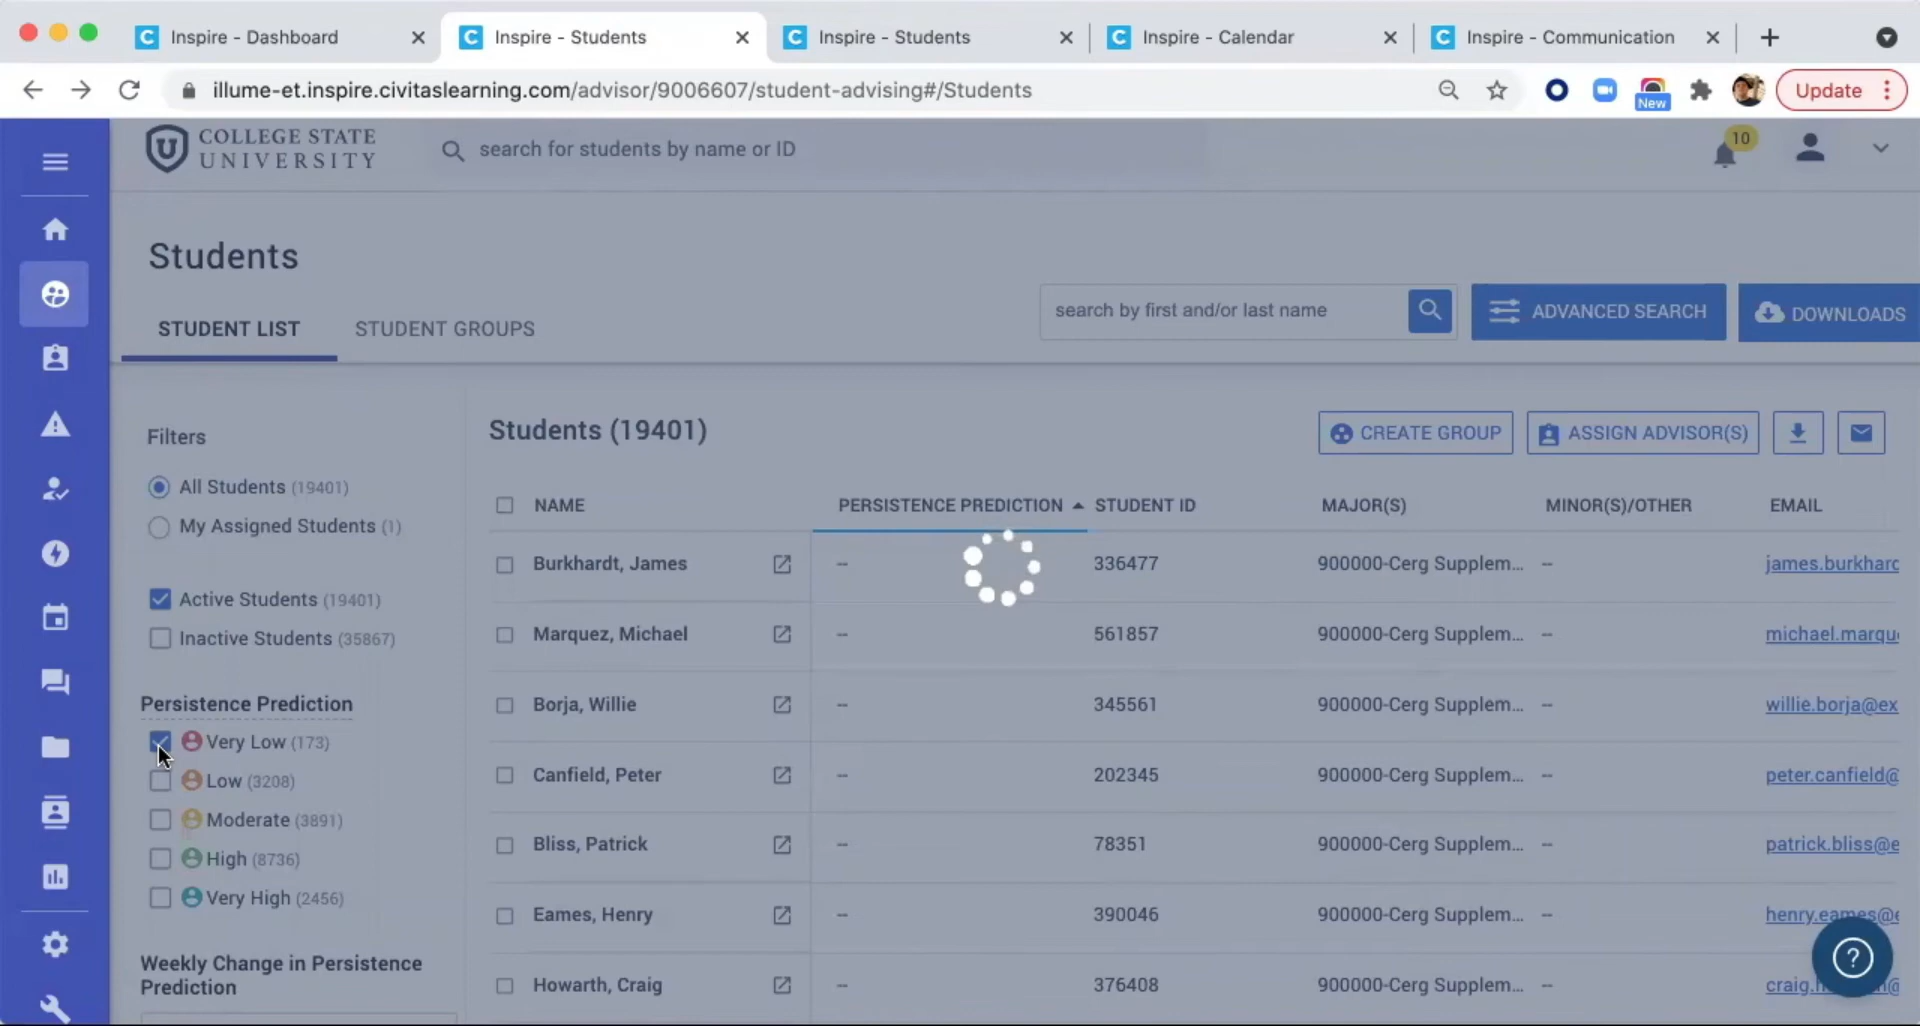 Inspire - Dashboard
Inspire - Students
Inspire - Students
Inspire - Calendar
Inspire - Communication
illume-et.inspire.civitaslearning.com/advisor/9006607/student-advising#/Students
New
Update
COLLEGE STATE
UNIVERSITY
search for students by name or ID
10
Students
STUDENT LIST
STUDENT GROUPS
search by first and/or last name
ADVANCED SEARCH
DOWNLOADS
Filters
All Students (19401)
My Assigned Students (1)
Active Students (19401)
Inactive Students (35867)
Persistence Prediction
Very Low (173)
Low (3208)
Moderate (3891)
High (8736)
Very High (2456)
Weekly Change in Persistence
Prediction
Students (19401)
CREATE GROUP
ASSIGN ADVISOR(S)
NAME PERSISTENCE PREDICTION STUDENT ID MAJOR(S) MINOR(S)/OTHER EMAIL
Burkhardt, James -- 336477 900000-Cerg Supplem... -- james.burkhard
Marquez, Michael -- 561857 900000-Cerg Supplem... -- michael.marqu
Borja, Willie -- 345561 900000-Cerg Supplem... -- willie.borja@ex
Canfield, Peter -- 202345 900000-Cerg Supplem... -- peter.canfield@
Bliss, Patrick -- 78351 900000-Cerg Supplem... -- patrick.bliss@e
Eames, Henry -- 390046 900000-Cerg Supplem... -- henry.eames@e
Howarth, Craig -- 376408 900000-Cerg Supplem... --